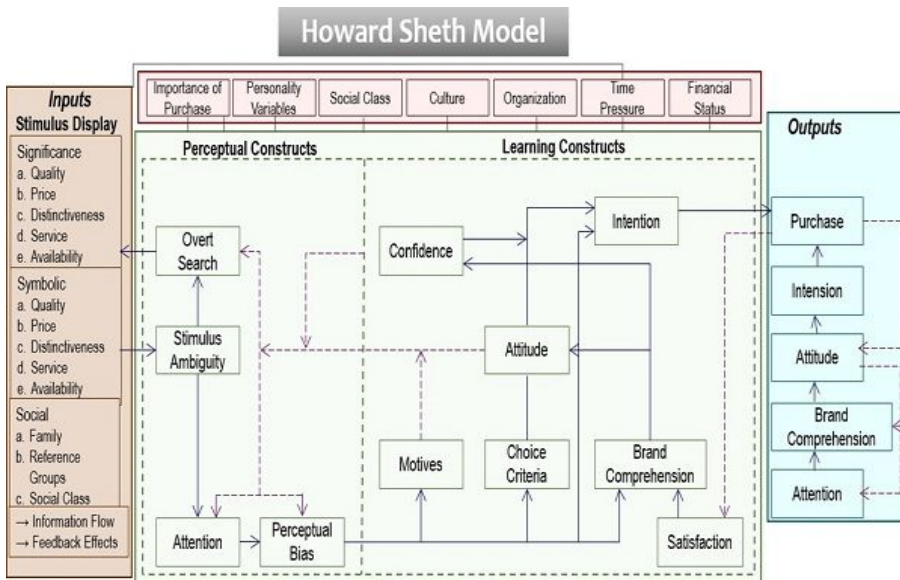 Howard Sheth Model
Importance of
Purchase
Personality
Variables
Social Class
Culture
Organization
Time
Pressure
Financial
Status
Inputs
Stimulus Display
Significance
a. Quality
b. Price
c. Distinctiveness
d. Service
e. Availability
Symbolic
a. Quality
b. Price
c. Distinctiveness
d. Service
e. Availability
Social
a. Family
b. Reference
Groups
c. Social Class
→ Information Flow
→ Feedback Effects
Perceptual Constructs
Overt
Search
Stimulus
Ambiguity
Attention
Perceptual
Bias
Learning Constructs
Confidence
Intention
Attitude
Motives
Choice
Criteria
Brand
Comprehension
Satisfaction
Outputs
Purchase
Intension
Attitude
Brand
Comprehension
Attention